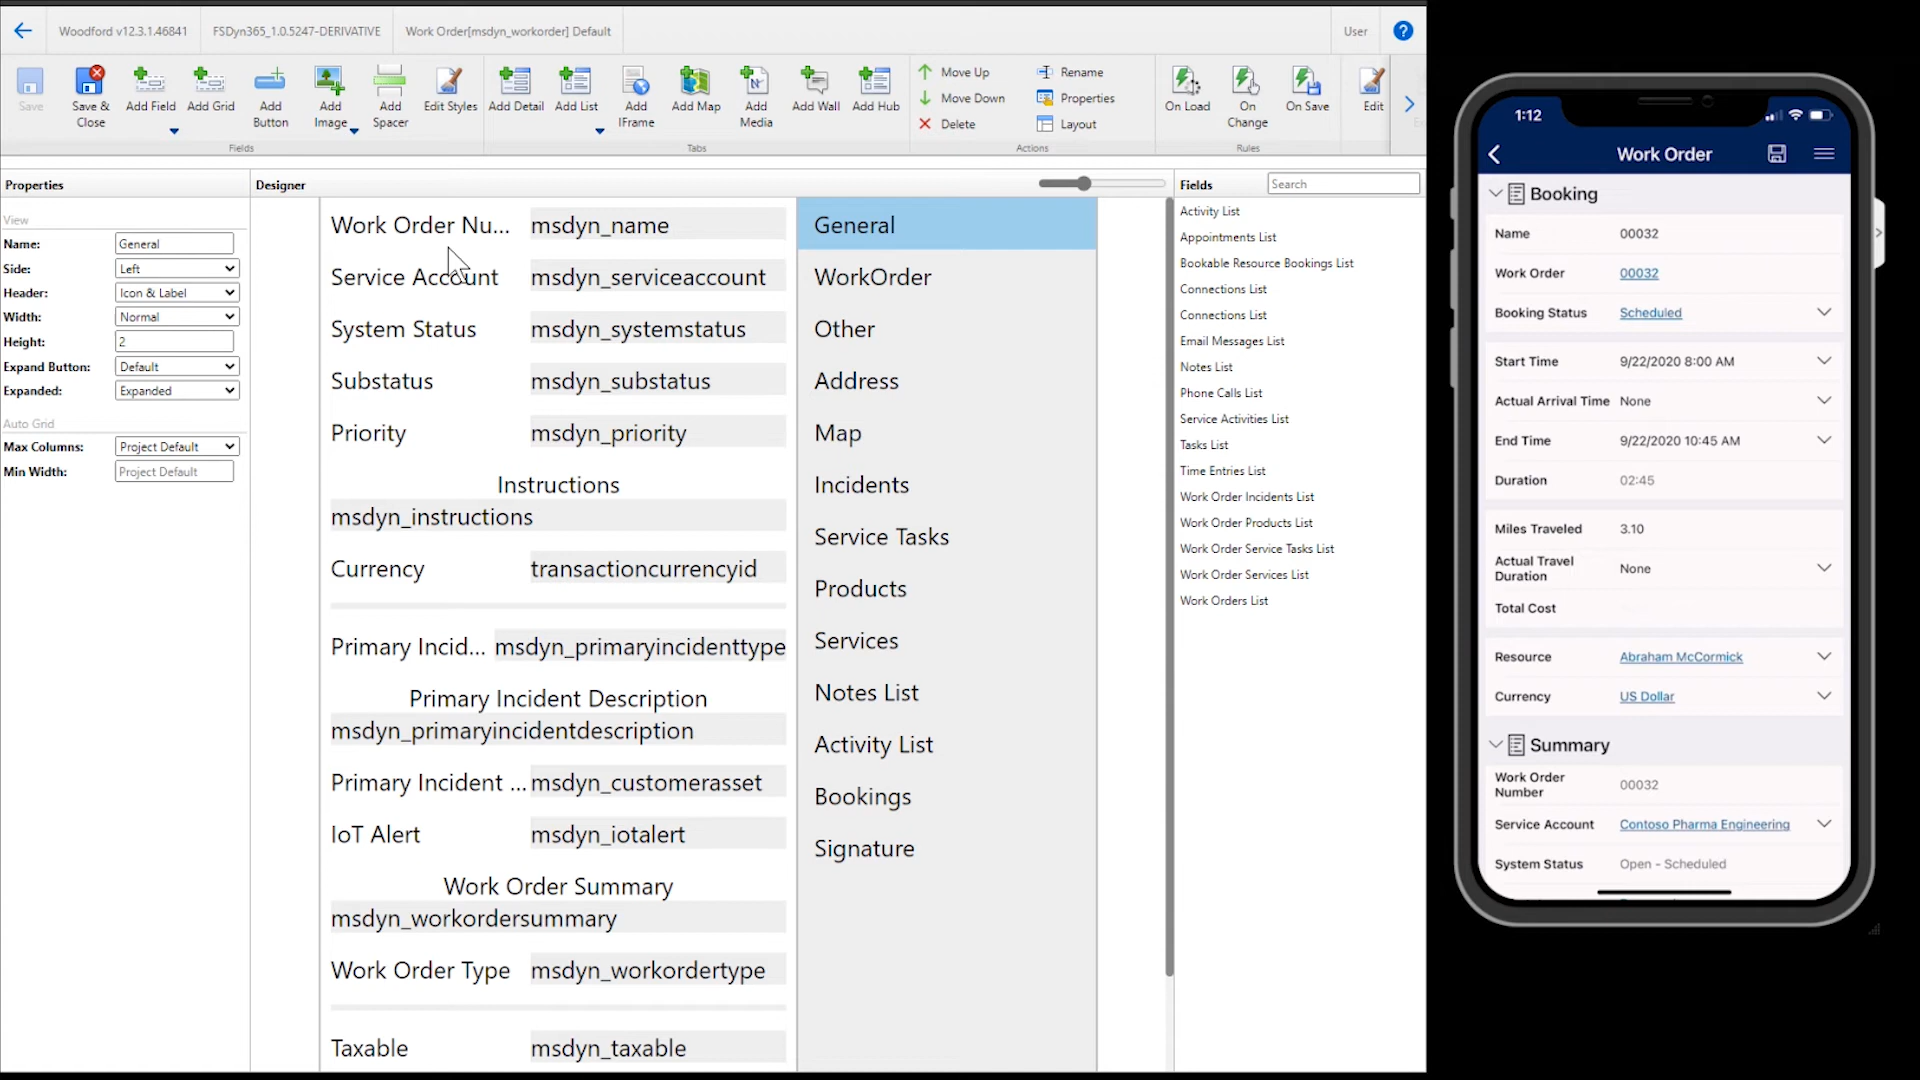 Woodford v12.3.1.46841
FSDyn365_1.0.5247-DERIVATIVE
Work Order[msdyn_workorder] Default
User
?
Save
Save &
Close
Add Field
Add Grid
Add
Button
Add
Image
Add
Spacer
Edit Styles
Add Detail
Add List
Add
IFrame
Add Map
Add
Media
Add Wall
Add Hub
Move Up
Move Down
Delete
Rename
Properties
Layout
On Load
On
Change
On Save
Edit
Fields
Tabs
Actions
Rules
Properties
View
Name:
General
Side:
Left
Header:
Icon & Label
Width:
Normal
Height:
2
Expand Button:
Default
Expanded:
Expanded
Auto Grid
Max Columns:
Project Default
Min Width:
Project Default
Designer
Work Order Nu... msdyn_name
Service Account msdyn_serviceaccount
System Status msdyn_systemstatus
Substatus msdyn_substatus
Priority msdyn_priority
Instructions
msdyn_instructions
Currency transactioncurrencyid
Primary Incid... msdyn_primaryincidenttype
Primary Incident Description
msdyn_primaryincidentdescription
Primary Incident ... msdyn_customerasset
IoT Alert msdyn_iotalert
Work Order Summary
msdyn_workordersummary
Work Order Type msdyn_workordertype
Taxable msdyn_taxable
General
WorkOrder
Other
Address
Map
Incidents
Service Tasks
Products
Services
Notes List
Activity List
Bookings
Signature
Fields
Search
Activity List
Appointments List
Bookable Resource Bookings List
Connections List
Connections List
Email Messages List
Notes List
Phone Calls List
Service Activities List
Tasks List
Time Entries List
Work Order Incidents List
Work Order Products List
Work Order Service Tasks List
Work Order Services List
Work Orders List
1:12
Work Order
Booking
Name 00032
Work Order 00032
Booking Status Scheduled
Start Time 9/22/2020 8:00 AM
Actual Arrival Time None
End Time 9/22/2020 10:45 AM
Duration 02:45
Miles Traveled 3.10
Actual Travel
Duration
None
Total Cost
Resource Abraham McCormick
Currency US Dollar
Summary
Work Order
Number
00032
Service Account Contoso Pharma Engineering
System Status Open - Scheduled